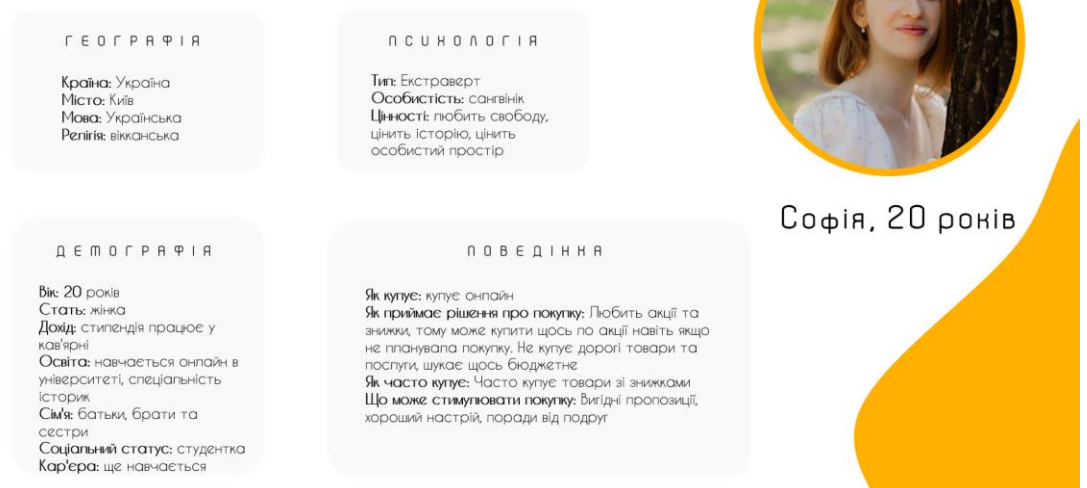 ГЕОГРАФІЯ
Країна: Україна
Місто: Київ
Мова: Українська
Релігія: вікканська
ПСИХОЛОГІЯ
Тип: Екстраверт
Особистість: сангвінік
Цінності: любить свободу,
цінить історію, цінить
особистий простір
Софія, 20 років
ДЕМОГРАФІЯ
Вік: 20 років
Стать: жінка
Дохід: стипендія працює у
кав'ярні
Освіта: навчається онлайн в
університеті, спеціальність
історик
Сім'я: батьки, брати та
сестри
Соціальний статус: студентка
Кар'єра: ще навчається
ПОВЕДІНКА
Як купує: купує онлайн
Як приймає рішення про покупку: Любить акції та
знижки, тому може купити щось по акції навіть якщо
не планувала покупку. Не купує дорогі товари та
послуги, шукає щось бюджетне
Як часто купує: Часто купує товари зі знижками
Що може стимулювати покупку: Вигідні пропозиції,
хороший настрій, поради від подруг